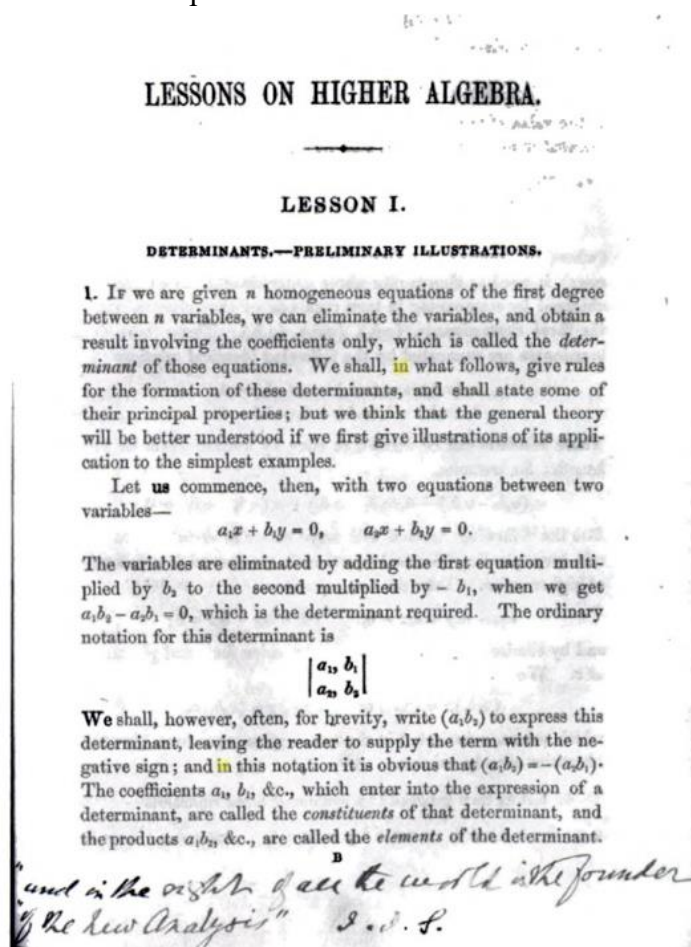 LESSONS ON HIGHER ALGEBRA.
LESSON I.
DETERMINANTS.—PRELIMINARY ILLUSTRATIONS.
1. IF we are given n homogeneous equations of the first degree
between n variables, we can eliminate the variables, and obtain a
result involving the coefficients only, which is called the deter-
minant of those equations. We shall, in what follows, give rules
for the formation of these determinants, and shall state some of
their principal properties; but we think that the general theory
will be better understood if we first give illustrations of its appli-
cation to the simplest examples.
Let us commence, then, with two equations between two
variables—
a₁x + b₁y = 0, a₂x + b₂y = 0.
The variables are eliminated by adding the first equation multi-
plied by b₂ to the second multiplied by − b₁, when we get
a₁b₂ − a₂b₁ = 0, which is the determinant required. The ordinary
notation for this determinant is
| a₁, b₁ |
| a₂, b₂ |
We shall, however, often, for brevity, write (a₁b₂) to express this
determinant, leaving the reader to supply the term with the ne-
gative sign; and in this notation it is obvious that (a₁b₂) = −(a₂b₁).
The coefficients a₁, b₁, &c., which enter into the expression of a
determinant, are called the constituents of that determinant, and
the products a₁b₂, &c., are called the elements of the determinant.
B
"and in the sight of all the world is the founder
"of the new Analysis" J. J. S.